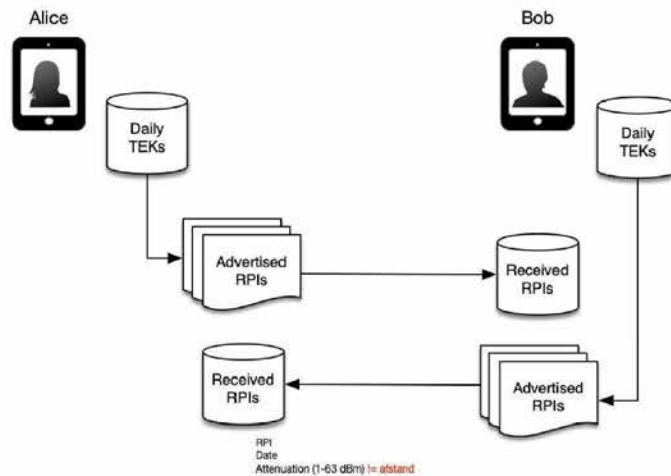 Alice
Bob
Daily
TEKs
Daily
TEKs
Advertised
RPIs
Received
RPIs
Received
RPIs
Advertised
RPIs
RPI
Date
Attenuation (1-63 dBm) != afstand